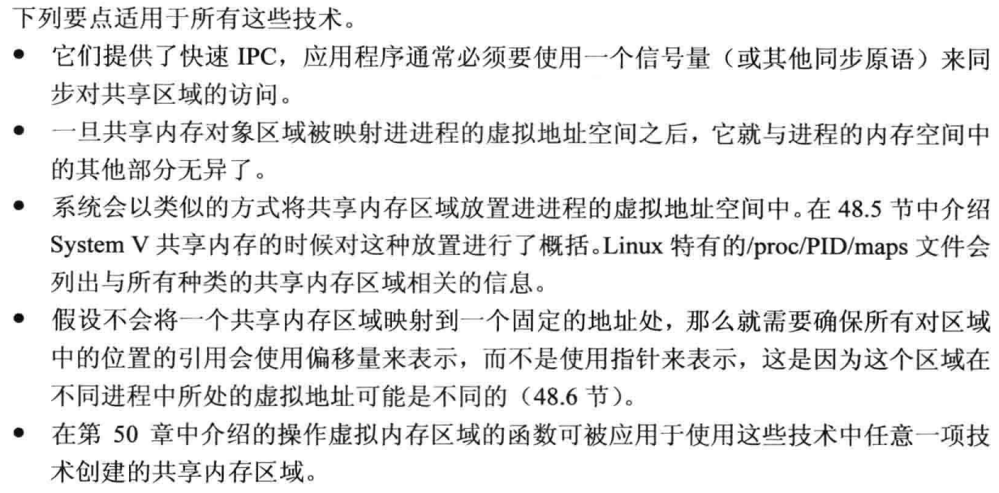 下列要点适用于所有这些技术。
● 它们提供了快速 IPC，应用程序通常必须要使用一个信号量（或其他同步原语）来同
步对共享区域的访问。
● 一旦共享内存对象区域被映射进进程的虚拟地址空间之后，它就与进程的内存空间中
的其他部分无异了。
● 系统会以类似的方式将共享内存区域放置进进程的虚拟地址空间中。在 48.5 节中介绍
System V 共享内存的时候对这种放置进行了概括。Linux 特有的/proc/PID/maps 文件会
列出与所有种类的共享内存区域相关的信息。
● 假设不会将一个共享内存区域映射到一个固定的地址处，那么就需要确保所有对区域
中的位置的引用会使用偏移量来表示，而不是使用指针来表示，这是因为这个区域在
不同进程中所处的虚拟地址可能是不同的（48.6 节）。
● 在第 50 章中介绍的操作虚拟内存区域的函数可被应用于使用这些技术中任意一项技
术创建的共享内存区域。